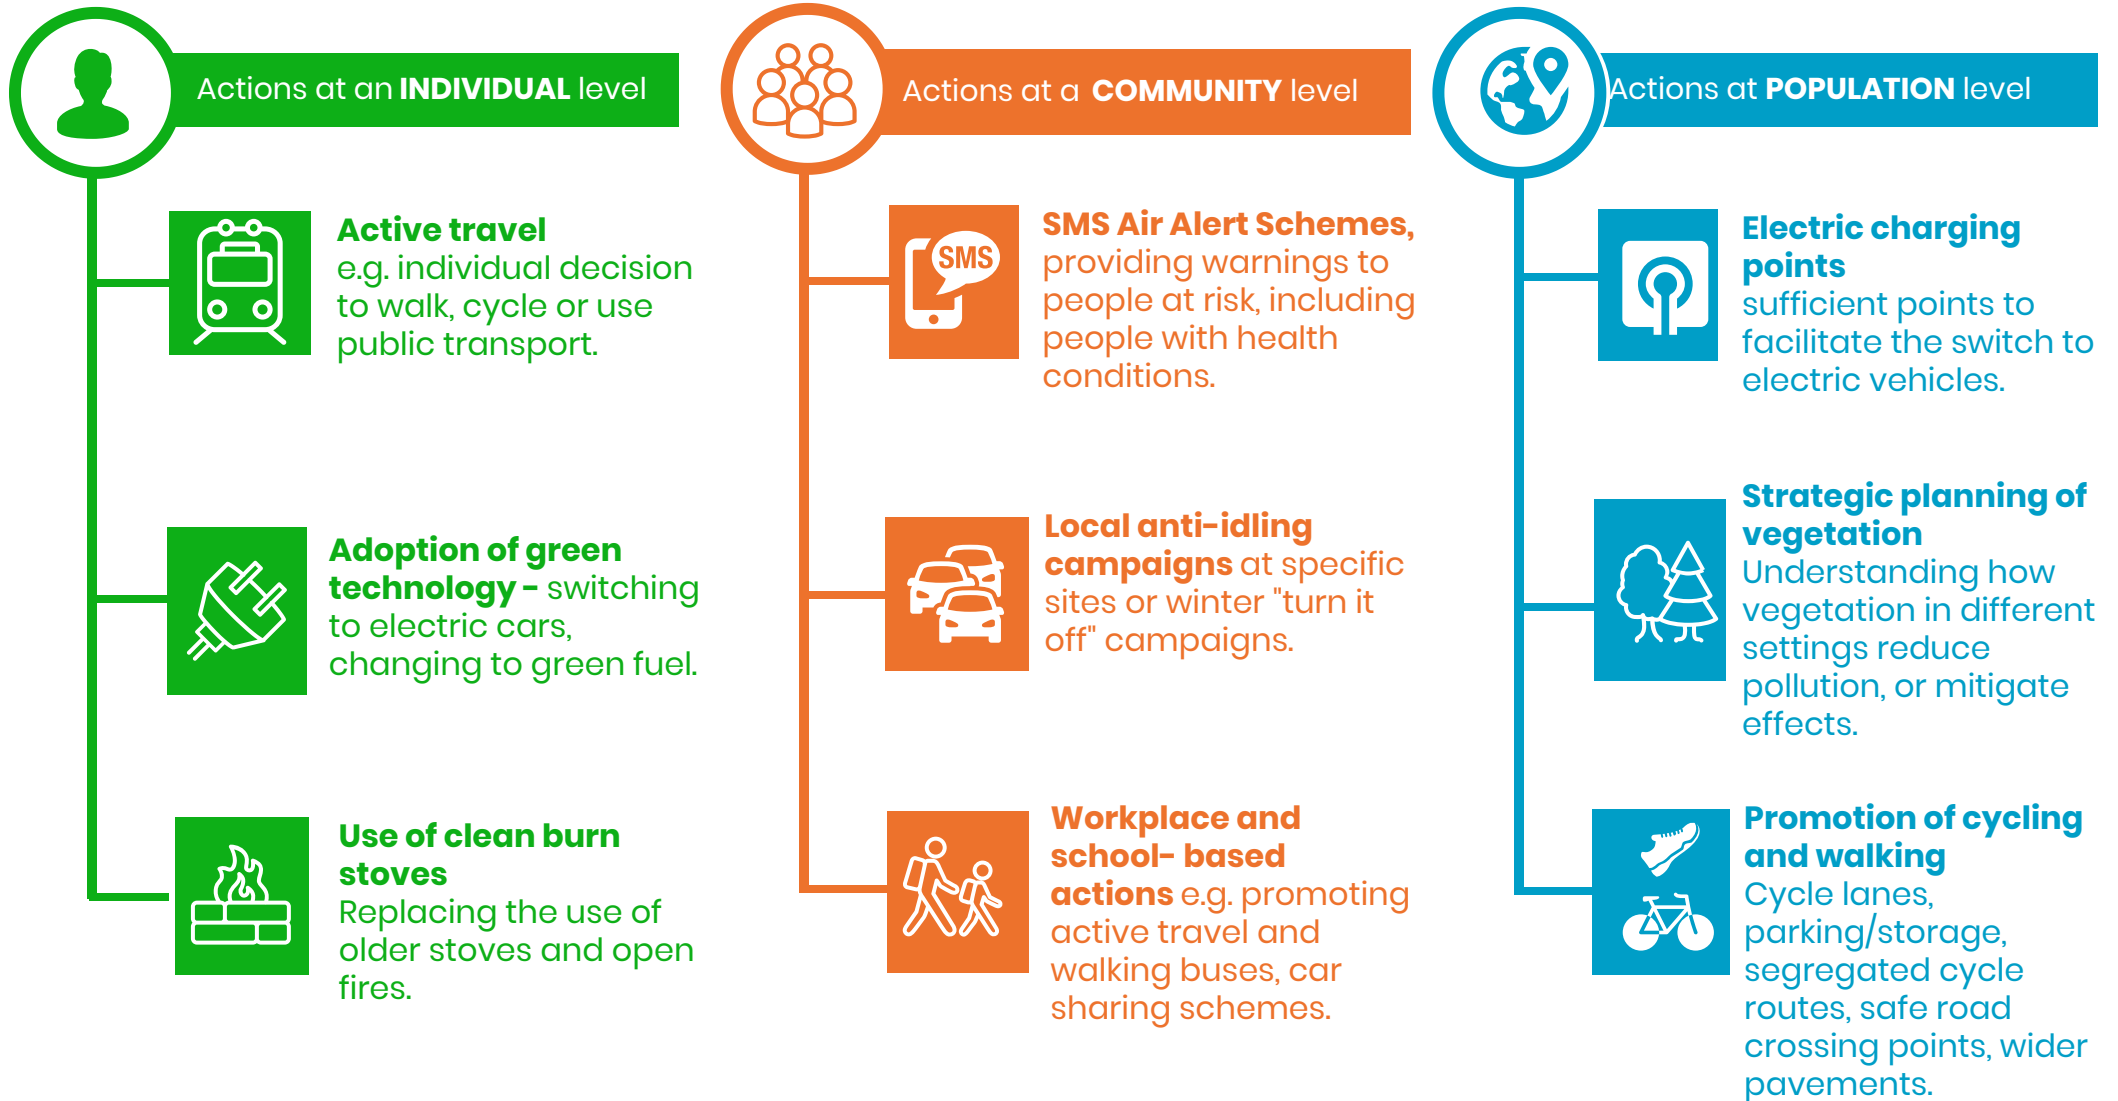 Actions at an INDIVIDUAL level
Active travel
e.g. individual decision
to walk, cycle or use
public transport.
Adoption of green
technology - switching
to electric cars,
changing to green fuel.
Use of clean burn
stoves
Replacing the use of
older stoves and open
fires.
Actions at a COMMUNITY level
SMS
SMS Air Alert Schemes,
providing warnings to
people at risk, including
people with health
conditions.
Local anti-idling
campaigns at specific
sites or winter "turn it
off" campaigns.
Workplace and
school- based
actions e.g. promoting
active travel and
walking buses, car
sharing schemes.
Actions at POPULATION level
Electric charging
points
sufficient points to
facilitate the switch to
electric vehicles.
Strategic planning of
vegetation
Understanding how
vegetation in different
settings reduce
pollution, or mitigate
effects.
Promotion of cycling
and walking
Cycle lanes,
parking/storage,
segregated cycle
routes, safe road
crossing points, wider
pavements.